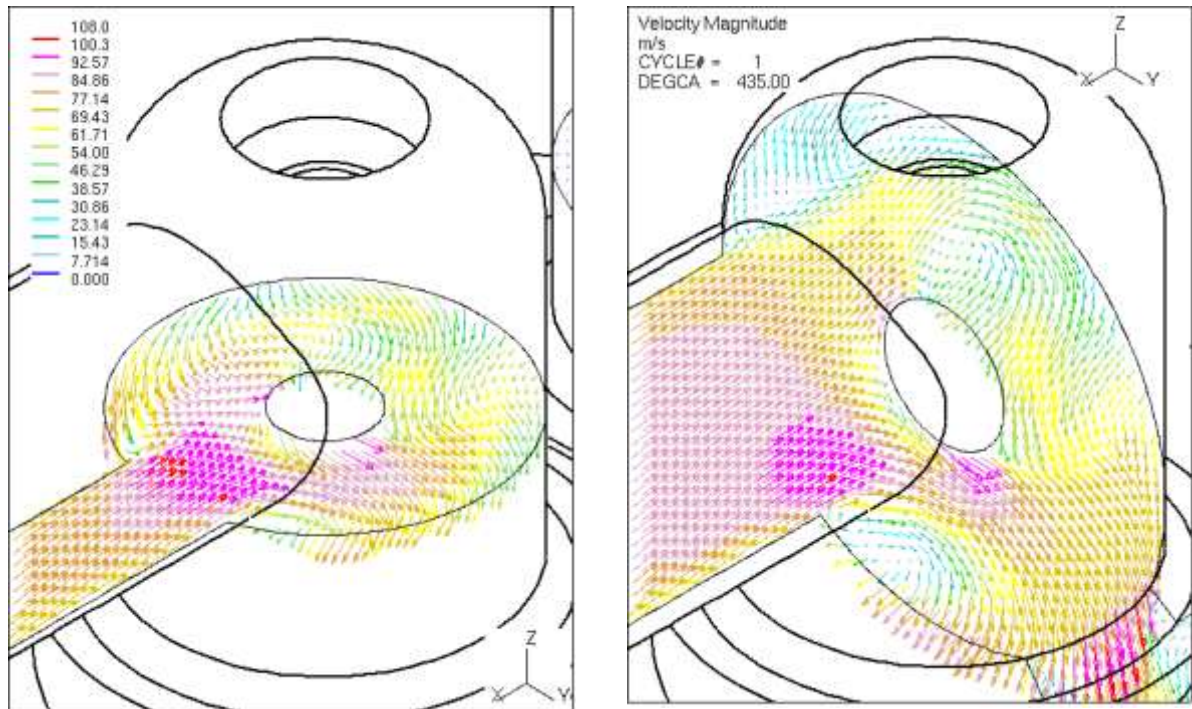 108.0
100.3
92.57
84.86
77.14
69.43
61.71
54.00
46.29
38.57
30.86
23.14
15.43
7.714
0.000
Z
X
Y
Velocity Magnitude
m/s
CYCLE# = 1
DEGCA = 435.00
Z
X
Y